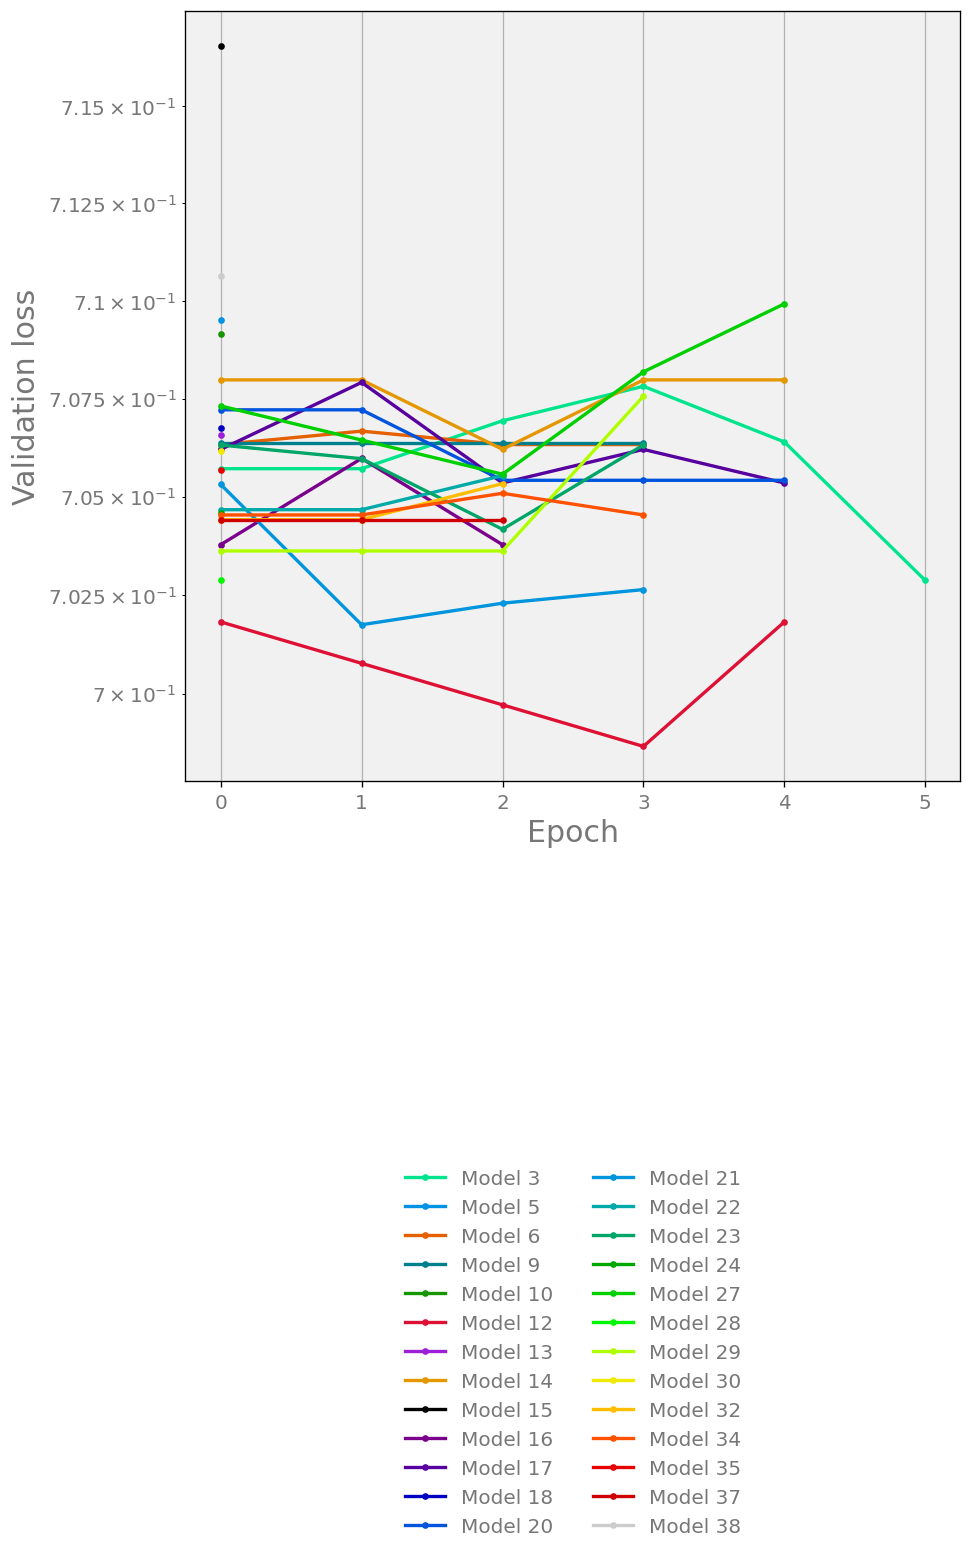 Validation loss
7.15 × 10⁻¹
7.125 × 10⁻¹
7.1 × 10⁻¹
7.075 × 10⁻¹
7.05 × 10⁻¹
7.025 × 10⁻¹
7 × 10⁻¹
0 1 2 3 4 5
Epoch
Model 3
Model 5
Model 6
Model 9
Model 10
Model 12
Model 13
Model 14
Model 15
Model 16
Model 17
Model 18
Model 20
Model 21
Model 22
Model 23
Model 24
Model 27
Model 28
Model 29
Model 30
Model 32
Model 34
Model 35
Model 37
Model 38